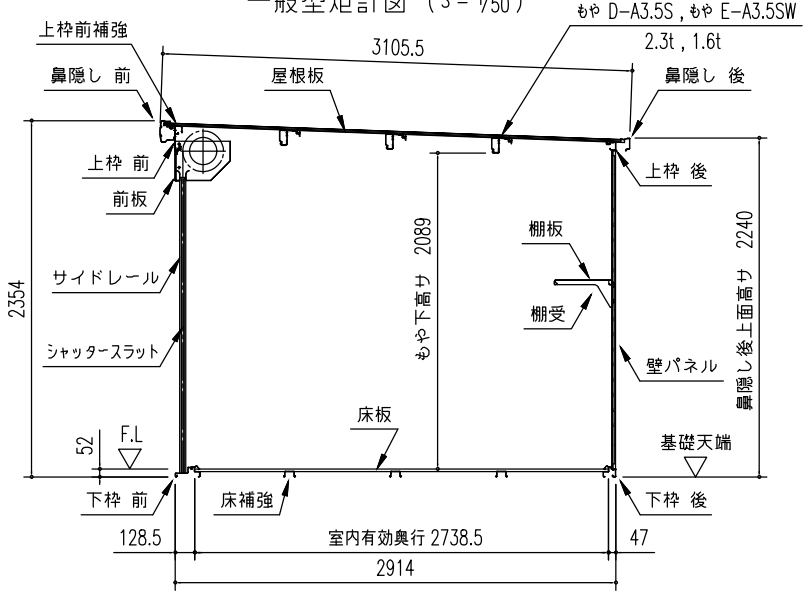 一般型矩計図 (S=1/50)
もや D-A3.5S , もや E-A3.5SW
2.3t , 1.6t
上枠前補強
3105.5
鼻隠し 前
屋根板
鼻隠し 後
上枠 前
上枠 後
前板
棚板
サイドレール
棚受
もや下高サ 2089
鼻隠し後上面高サ 2240
2354
シャッタースラット
壁パネル
床板
52
F.L
基礎天端
下枠 前
床補強
下枠 後
128.5
室内有効奥行 2738.5
47
2914